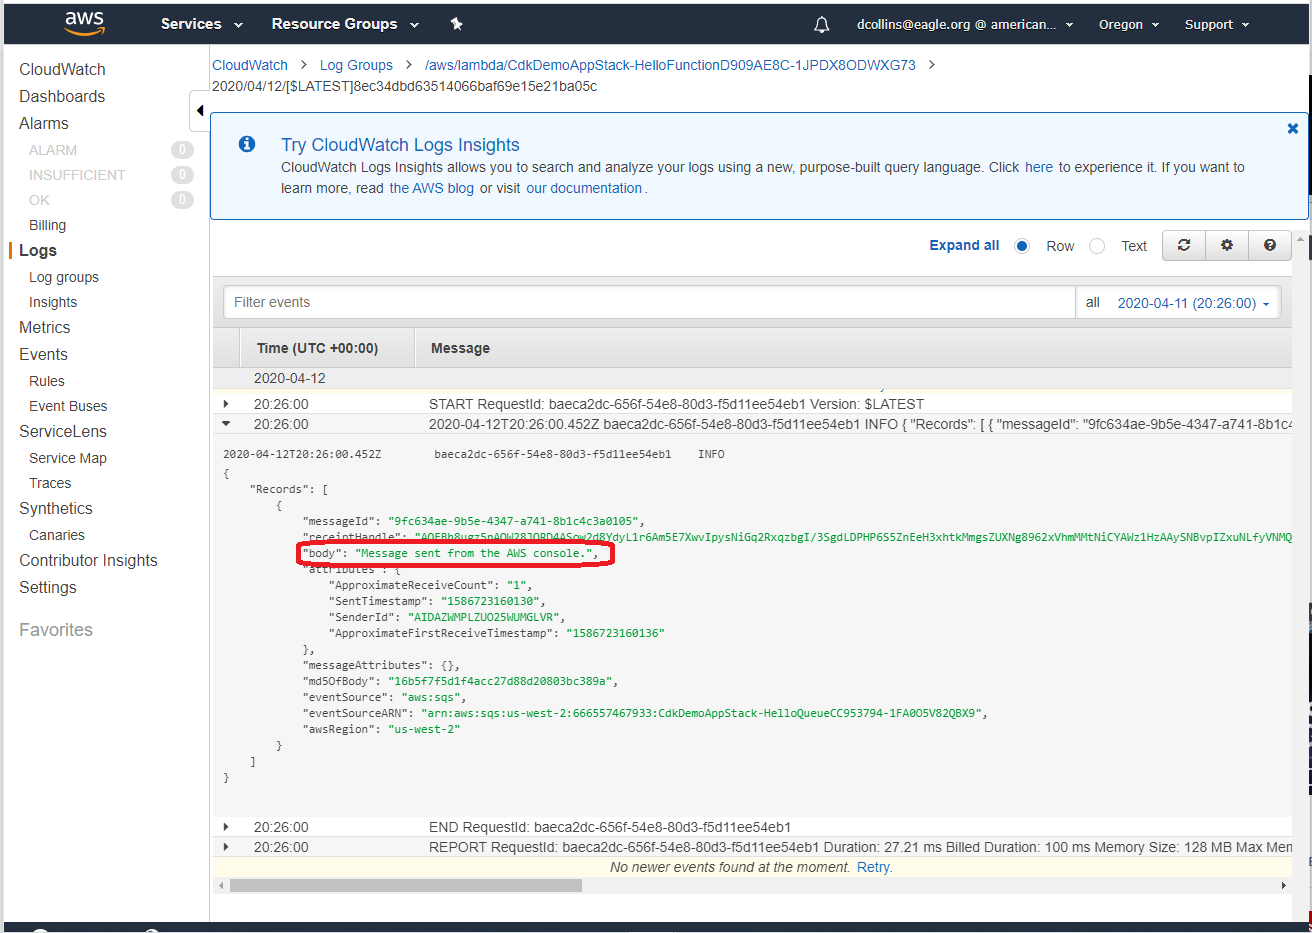 aws Services Resource Groups dcollins@eagle.org @ american... Oregon Support
CloudWatch
Dashboards
Alarms
ALARM 0
INSUFFICIENT 0
OK 0
Billing
Logs
Log groups
Insights
Metrics
Events
Rules
Event Buses
ServiceLens
Service Map
Traces
Synthetics
Canaries
Contributor Insights
Settings
Favorites
CloudWatch > Log Groups > /aws/lambda/CdkDemoAppStack-HelloFunctionD909AE8C-1JPDX8ODWXG73 >
2020/04/12/[$LATEST]8ec34dbd63514066baf69e15e21ba05c
Try CloudWatch Logs Insights
CloudWatch Logs Insights allows you to search and analyze your logs using a new, purpose-built query language. Click here to experience it. If you want to
learn more, read the AWS blog or visit our documentation.
Expand all Row Text
Filter events all 2020-04-11 (20:26:00)
Time (UTC +00:00) Message
2020-04-12
20:26:00 START RequestId: baeca2dc-656f-54e8-80d3-f5d11ee54eb1 Version: $LATEST
20:26:00 2020-04-12T20:26:00.452Z baeca2dc-656f-54e8-80d3-f5d11ee54eb1 INFO { "Records": [ { "messageId": "9fc634ae-9b5e-4347-a741-8b1c4
2020-04-12T20:26:00.452Z baeca2dc-656f-54e8-80d3-f5d11ee54eb1 INFO
{
"Records": [
{
"messageId": "9fc634ae-9b5e-4347-a741-8b1c4c3a0105",
"receiptHandle":
"body": "Message sent from the AWS console.",
"attributes": {
"ApproximateReceiveCount": "1",
"SentTimestamp": "1586723160130",
"SenderId": "AIDAZWMPLZUO25WUMGLVR",
"ApproximateFirstReceiveTimestamp": "1586723160136"
},
"messageAttributes": {},
"md5OfBody": "16b5f7f5d1f4acc27d88d20803bc389a",
"eventSource": "aws:sqs",
"eventSourceARN": "arn:aws:sqs:us-west-2:666557467933:CdkDemoAppStack-HelloQueueCC953794-1FA0O5V82QBX9",
"awsRegion": "us-west-2"
}
]
}
20:26:00 END RequestId: baeca2dc-656f-54e8-80d3-f5d11ee54eb1
20:26:00 REPORT RequestId: baeca2dc-656f-54e8-80d3-f5d11ee54eb1 Duration: 27.21 ms Billed Duration: 100 ms Memory Size: 128 MB Max Mem
No newer events found at the moment. Retry.